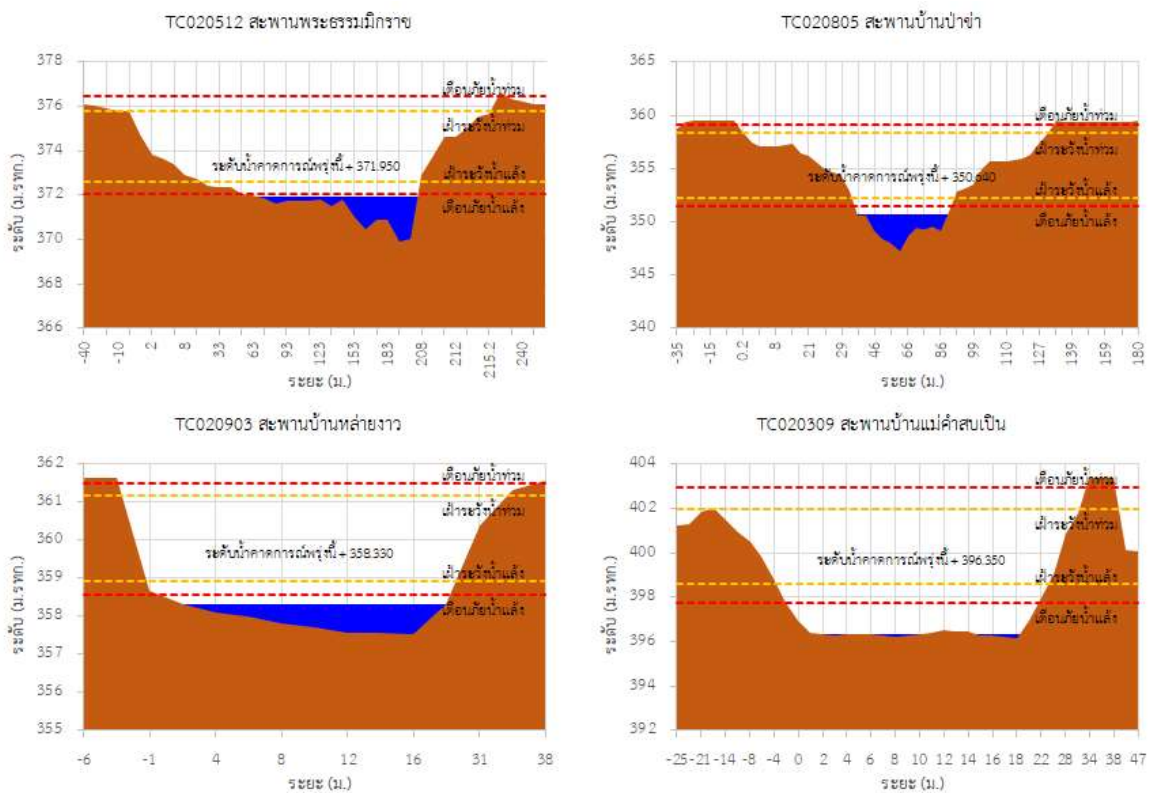 TC020512 สะพานพระธรรมมิกราช
378
376
374
372
370
368
366
ระดับ (ม.รทก.)
เตือนภัยน้ำท่วม
เฝ้าระวังน้ำท่วม
ระดับน้ำคาดการณ์พรุ่งนี้ + 371.950
เฝ้าระวังน้ำแล้ง
เตือนภัยน้ำแล้ง
-40 -10 2 8 33 63 93 123 153 183 208 212 215.2 240
ระยะ (ม.)
TC020805 สะพานบ้านป่าข่า
365
360
355
350
345
340
ระดับ (ม.รทก.)
เตือนภัยน้ำท่วม
เฝ้าระวังน้ำท่วม
ระดับน้ำคาดการณ์พรุ่งนี้ + 350.640
เฝ้าระวังน้ำแล้ง
เตือนภัยน้ำแล้ง
-35 -15 0.2 8 21 29 46 66 86 99 110 127 139 159 180
ระยะ (ม.)
TC020903 สะพานบ้านหล่ายงาว
362
361
360
359
358
357
356
355
ระดับ (ม.รทก.)
เตือนภัยน้ำท่วม
เฝ้าระวังน้ำท่วม
ระดับน้ำคาดการณ์พรุ่งนี้ + 358.330
เฝ้าระวังน้ำแล้ง
เตือนภัยน้ำแล้ง
-6 -1 4 8 12 16 31 38
ระยะ (ม.)
TC020309 สะพานบ้านแม่คำสบเปิน
404
402
400
398
396
394
392
ระดับ (ม.รทก.)
เตือนภัยน้ำท่วม
เฝ้าระวังน้ำท่วม
ระดับน้ำคาดการณ์พรุ่งนี้ + 396.350
เฝ้าระวังน้ำแล้ง
เตือนภัยน้ำแล้ง
-25 -21 -14 -8 -4 0 2 4 6 8 10 12 14 16 18 22 28 34 38 47
ระยะ (ม.)